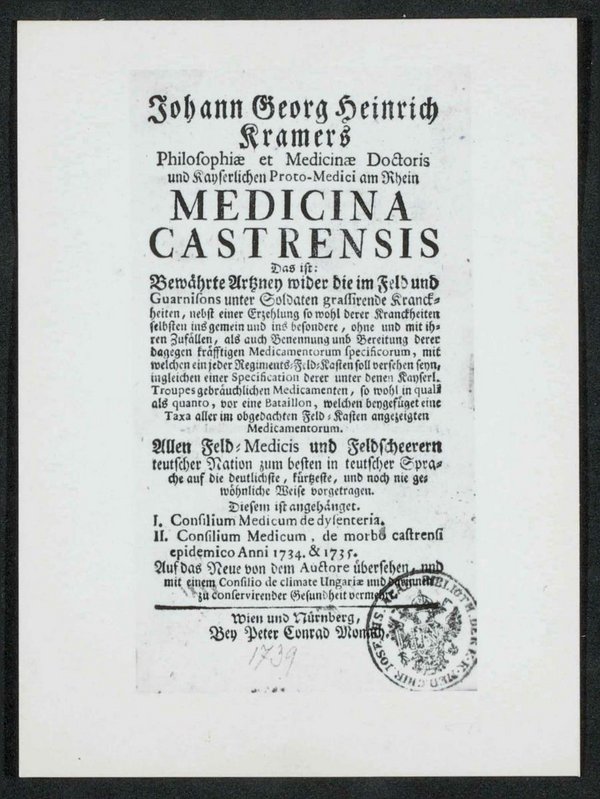 Johann Georg Heinrich
Kramers
Philosophiæ et Medicinæ Doctoris
und Kayserlichen Proto-Medici am Rhein
MEDICINA
CASTRENSIS
Das ist:
Bewährte Artzney wider die im Feld und
Guarnisons unter Soldaten grassirende Kranck-
heiten, nebst einer Erzehlung so wohl derer Kranckheiten
selbsten ins gemein und ins besondere, ohne und mit ih-
ren Zufällen, als auch Benennung und Bereitung derer
dagegen kräfftigen Medicamentorum specificorum, mit
welchen ein jeder Regiments-Feld-Kasten soll versehen seyn,
ingleichen einer Specification derer unter denen Kayserl.
Troupes gebräuchlichen Medicamenten, so wohl in quali
als quanto, vor eine Bataillon, welchen beygefüget eine
Taxa aller im obgedachten Feld-Kasten angezeigten
Medicamentorum.
Allen Feld-Medicis und Feldscheerern
teutscher Nation zum besten in teutscher Spra-
che auf die deutlichste, kürtzeste, und noch nie ge-
wöhnliche Weise vorgetragen.
Diesem ist angehänget.
I. Consilium Medicum de dysenteria.
II. Consilium Medicum, de morbo castrensi
epidemico Anni 1734. & 1735.
Auf das Neue von dem Auctore übersehen, und
mit einem Consilio de climate Ungariæ und darinnen
zu conservirender Gesundheit vermehrt
Wien und Nürnberg,
Bey Peter Conrad Monath.
1739
BIBLIOTH. DER K.K. MED. CHIR. JOSEFS AKAD.